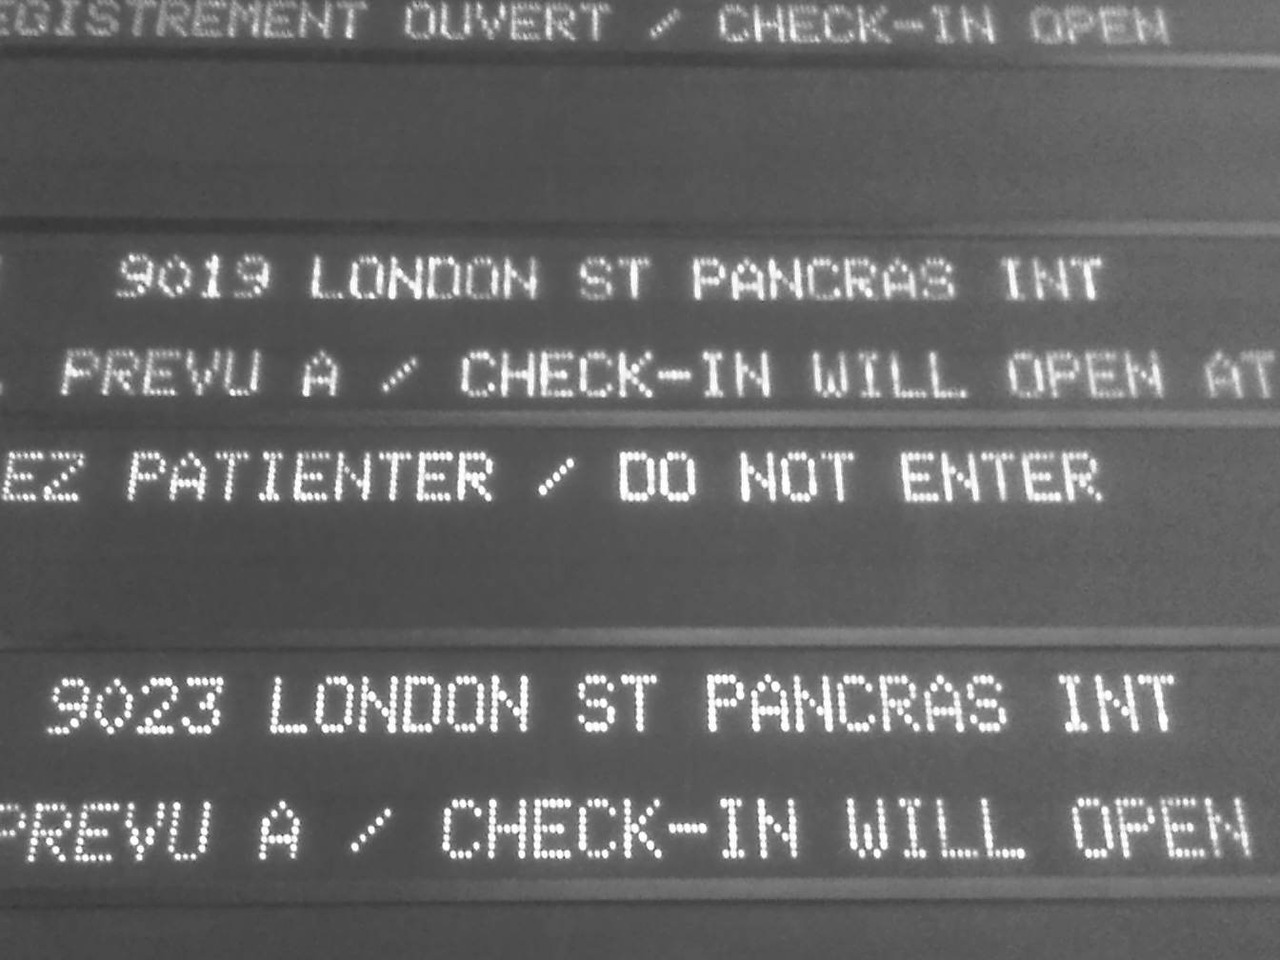 EGISTREMENT OUVERT / CHECK-IN OPEN
9019 LONDON ST PANCRAS INT
PREVU A / CHECK-IN WILL OPEN AT
EZ PATIENTER / DO NOT ENTER
9023 LONDON ST PANCRAS INT
PREVU A / CHECK-IN WILL OPEN